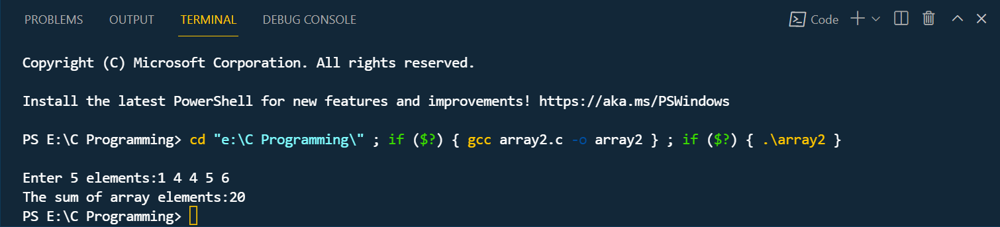 PROBLEMS OUTPUT TERMINAL DEBUG CONSOLE Code
Copyright (C) Microsoft Corporation. All rights reserved.
Install the latest PowerShell for new features and improvements! https://aka.ms/PSWindows
PS E:\C Programming> cd "e:\C Programming\" ; if ($?) { gcc array2.c -o array2 } ; if ($?) { .\array2 }
Enter 5 elements:1 4 4 5 6
The sum of array elements:20
PS E:\C Programming>